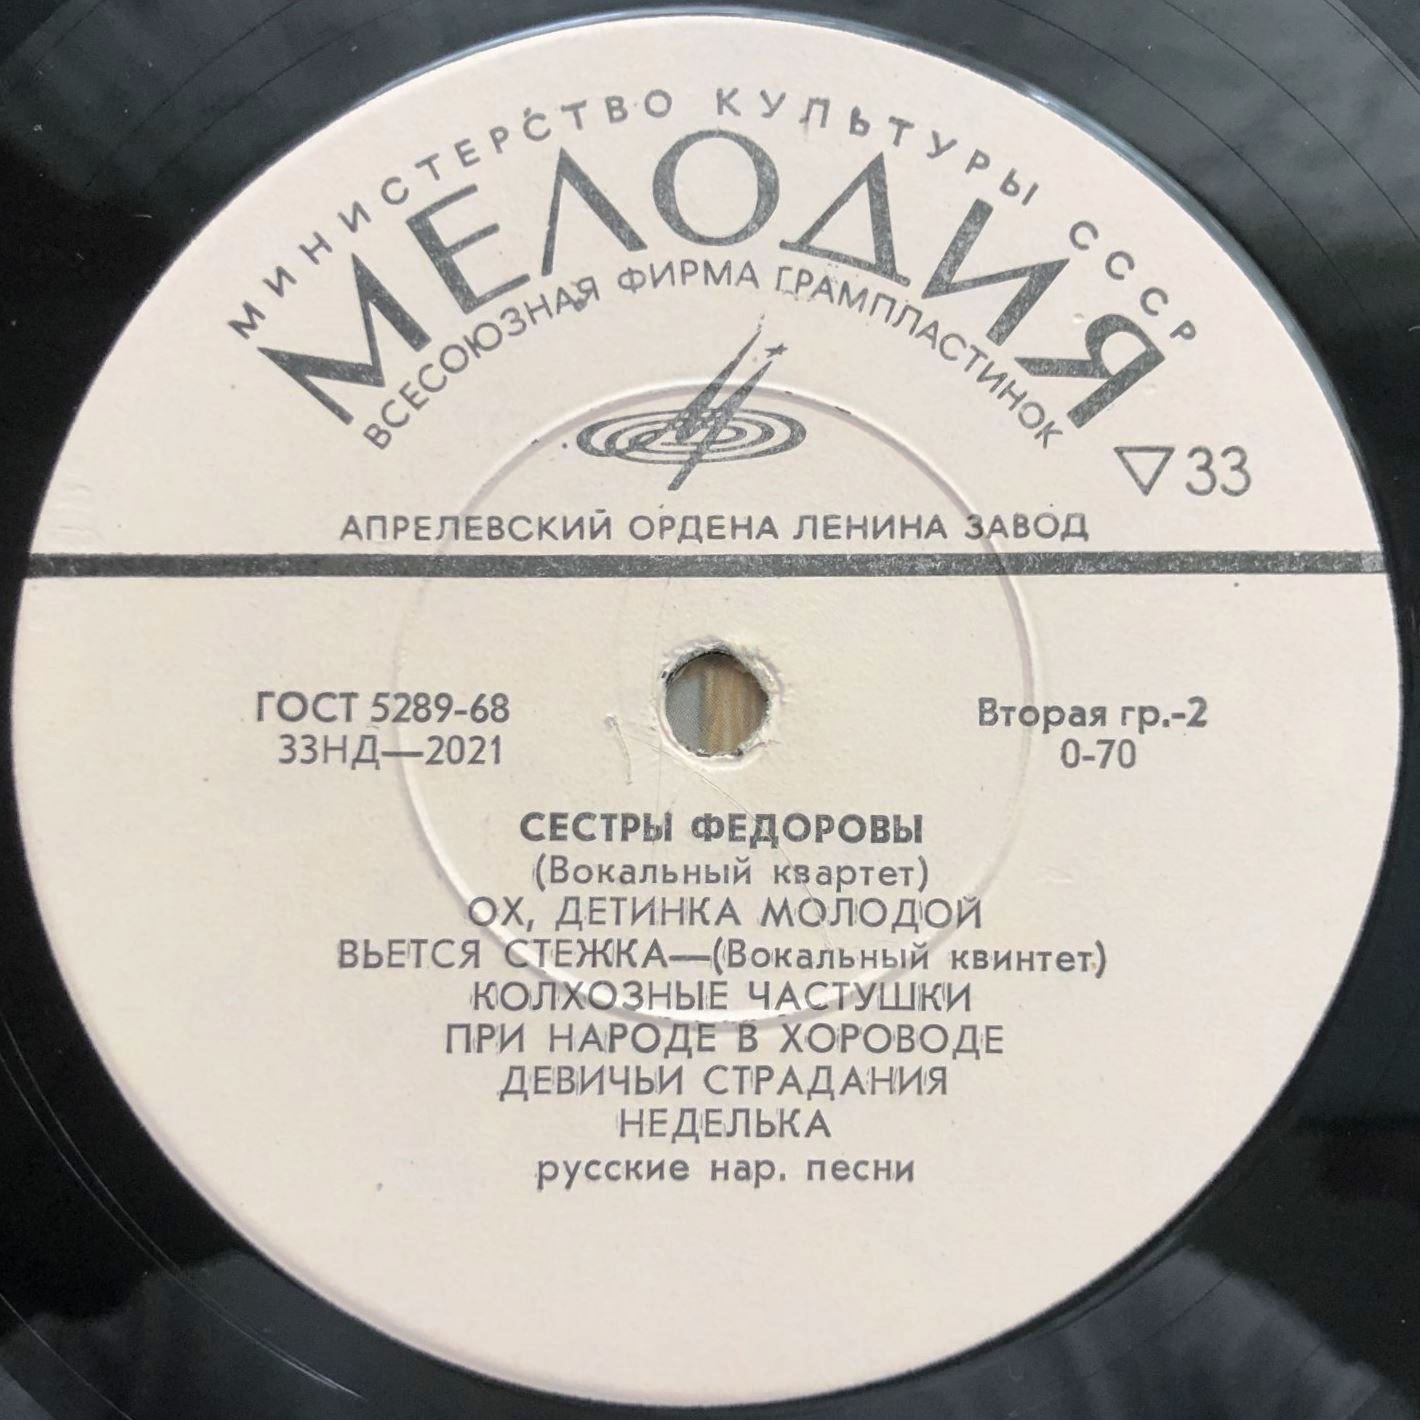 МИНИСТЕРСТВО КУЛЬТУРЫ СССР
МЕЛОДИЯ
ВСЕСОЮЗНАЯ ФИРМА ГРАМПЛАСТИНОК
▽33
АПРЕЛЕВСКИЙ ОРДЕНА ЛЕНИНА ЗАВОД
ГОСТ 5289-68
33НД—2021
Вторая гр.-2
0-70
СЕСТРЫ ФЕДОРОВЫ
(Вокальный квартет)
ОХ, ДЕТИНКА МОЛОДОЙ
ВЬЕТСЯ СТЕЖКА—(Вокальный квинтет)
КОЛХОЗНЫЕ ЧАСТУШКИ
ПРИ НАРОДЕ В ХОРОВОДЕ
ДЕВИЧЬИ СТРАДАНИЯ
НЕДЕЛЬКА
русские нар. песни